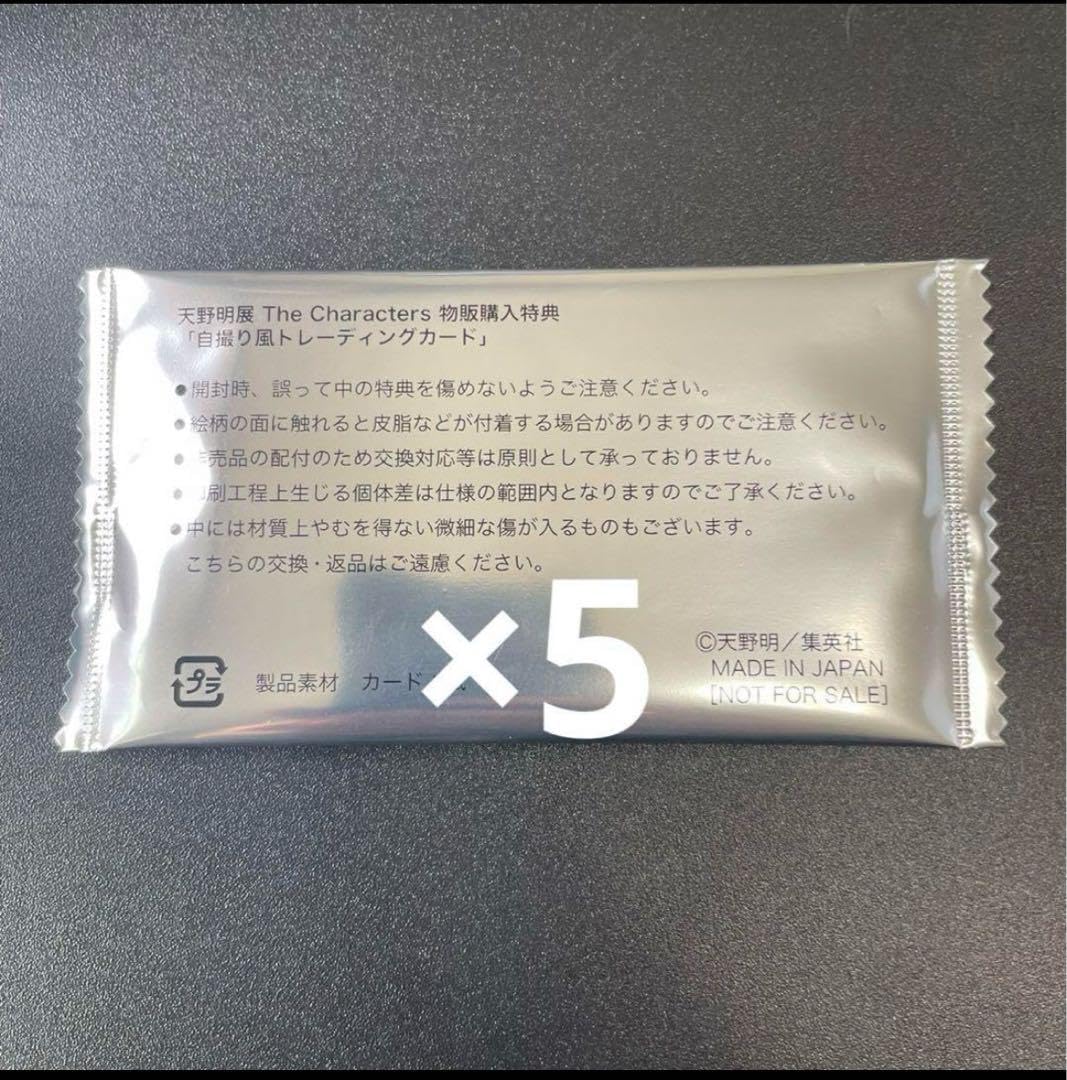 天野明展 The Characters 物販購入特典
「自撮り風トレーディングカード」
●開封時、誤って中の特典を傷めないようご注意ください。
●絵柄の面に触れると皮脂などが付着する場合がありますのでご注意ください。
●非売品の配付のため交換対応等は原則として承っておりません。
●印刷工程上生じる個体差は仕様の範囲内となりますのでご了承ください。
●中には材質上やむを得ない微細な傷が入るものもございます。
こちらの交換・返品はご遠慮ください。
×5
プラ
製品素材 カード
©天野明／集英社
MADE IN JAPAN
[NOT FOR SALE]